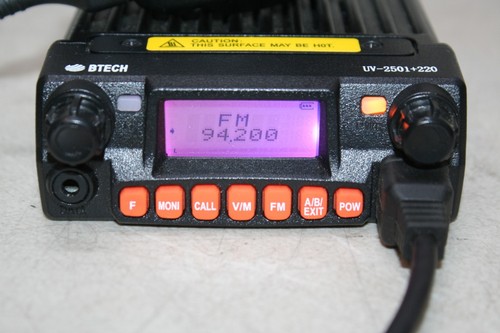 CAUTION
THIS SURFACE MAY BE HOT.
BTECH
UV-2501+220
FM
94.200
F
MONI
CALL
V/M
FM
A/B/
EXIT
POW